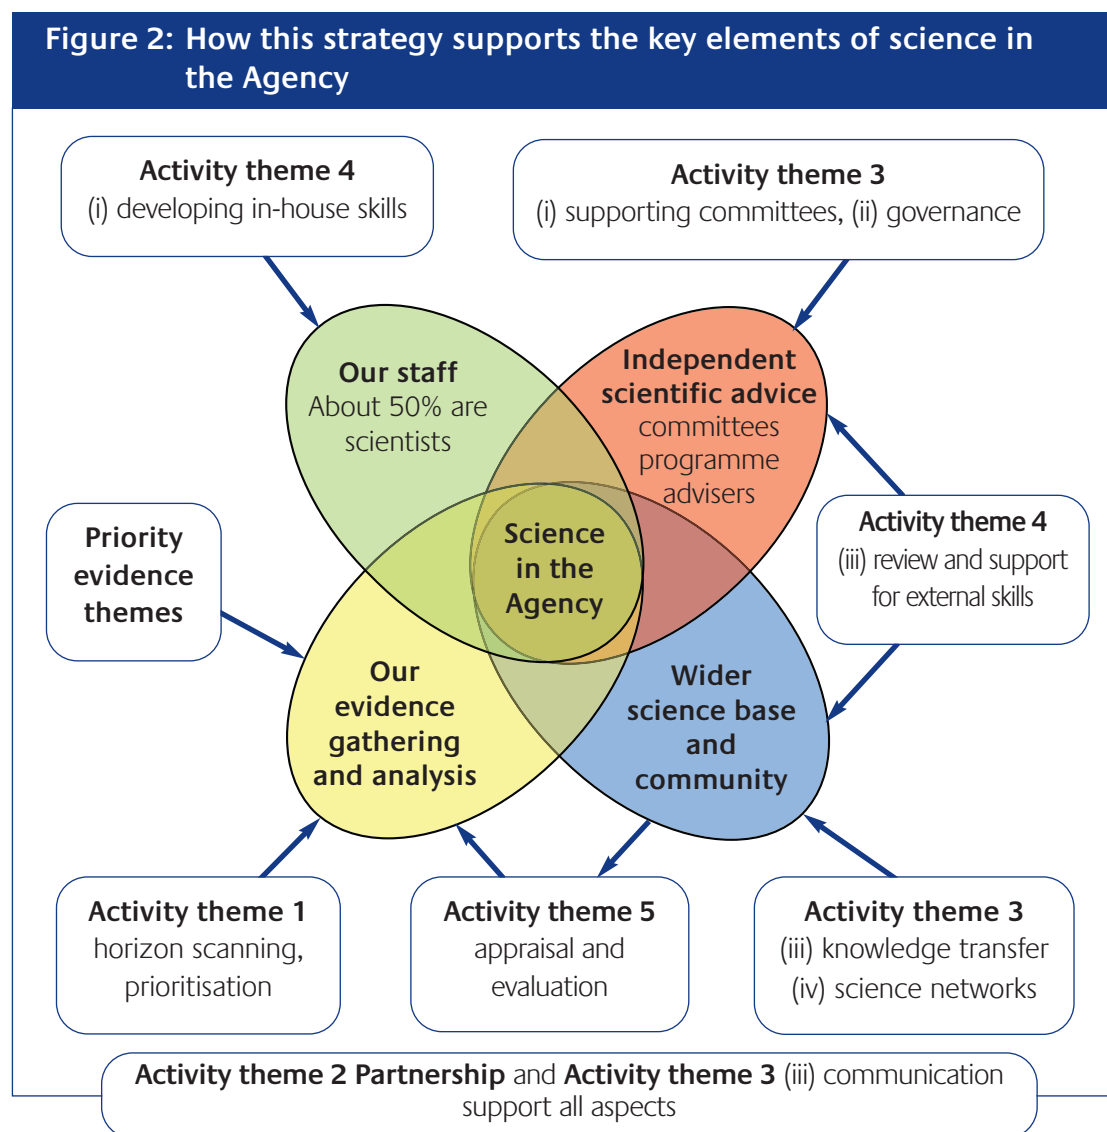 Figure 2: How this strategy supports the key elements of science in
the Agency
Activity theme 4
(i) developing in-house skills
Activity theme 3
(i) supporting committees, (ii) governance
Our staff
About 50% are
scientists
Independent
scientific advice
committees
programme
advisers
Priority
evidence
themes
Science
in the
Agency
Activity theme 4
(iii) review and support
for external skills
Our
evidence
gathering
and analysis
Wider
science base
and
community
Activity theme 1
horizon scanning,
prioritisation
Activity theme 5
appraisal and
evaluation
Activity theme 3
(iii) knowledge transfer
(iv) science networks
Activity theme 2 Partnership and Activity theme 3 (iii) communication
support all aspects